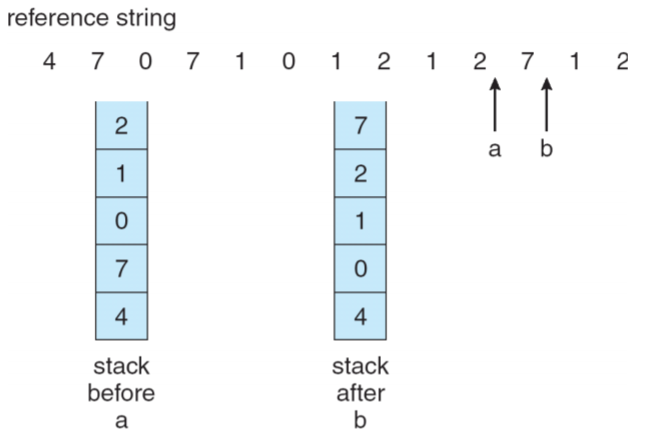 reference string
4 7 0 7 1 0 1 2 1 2 7 1 2
a b
2 7
1 2
0 1
7 0
4 4
stack stack
before after
a b